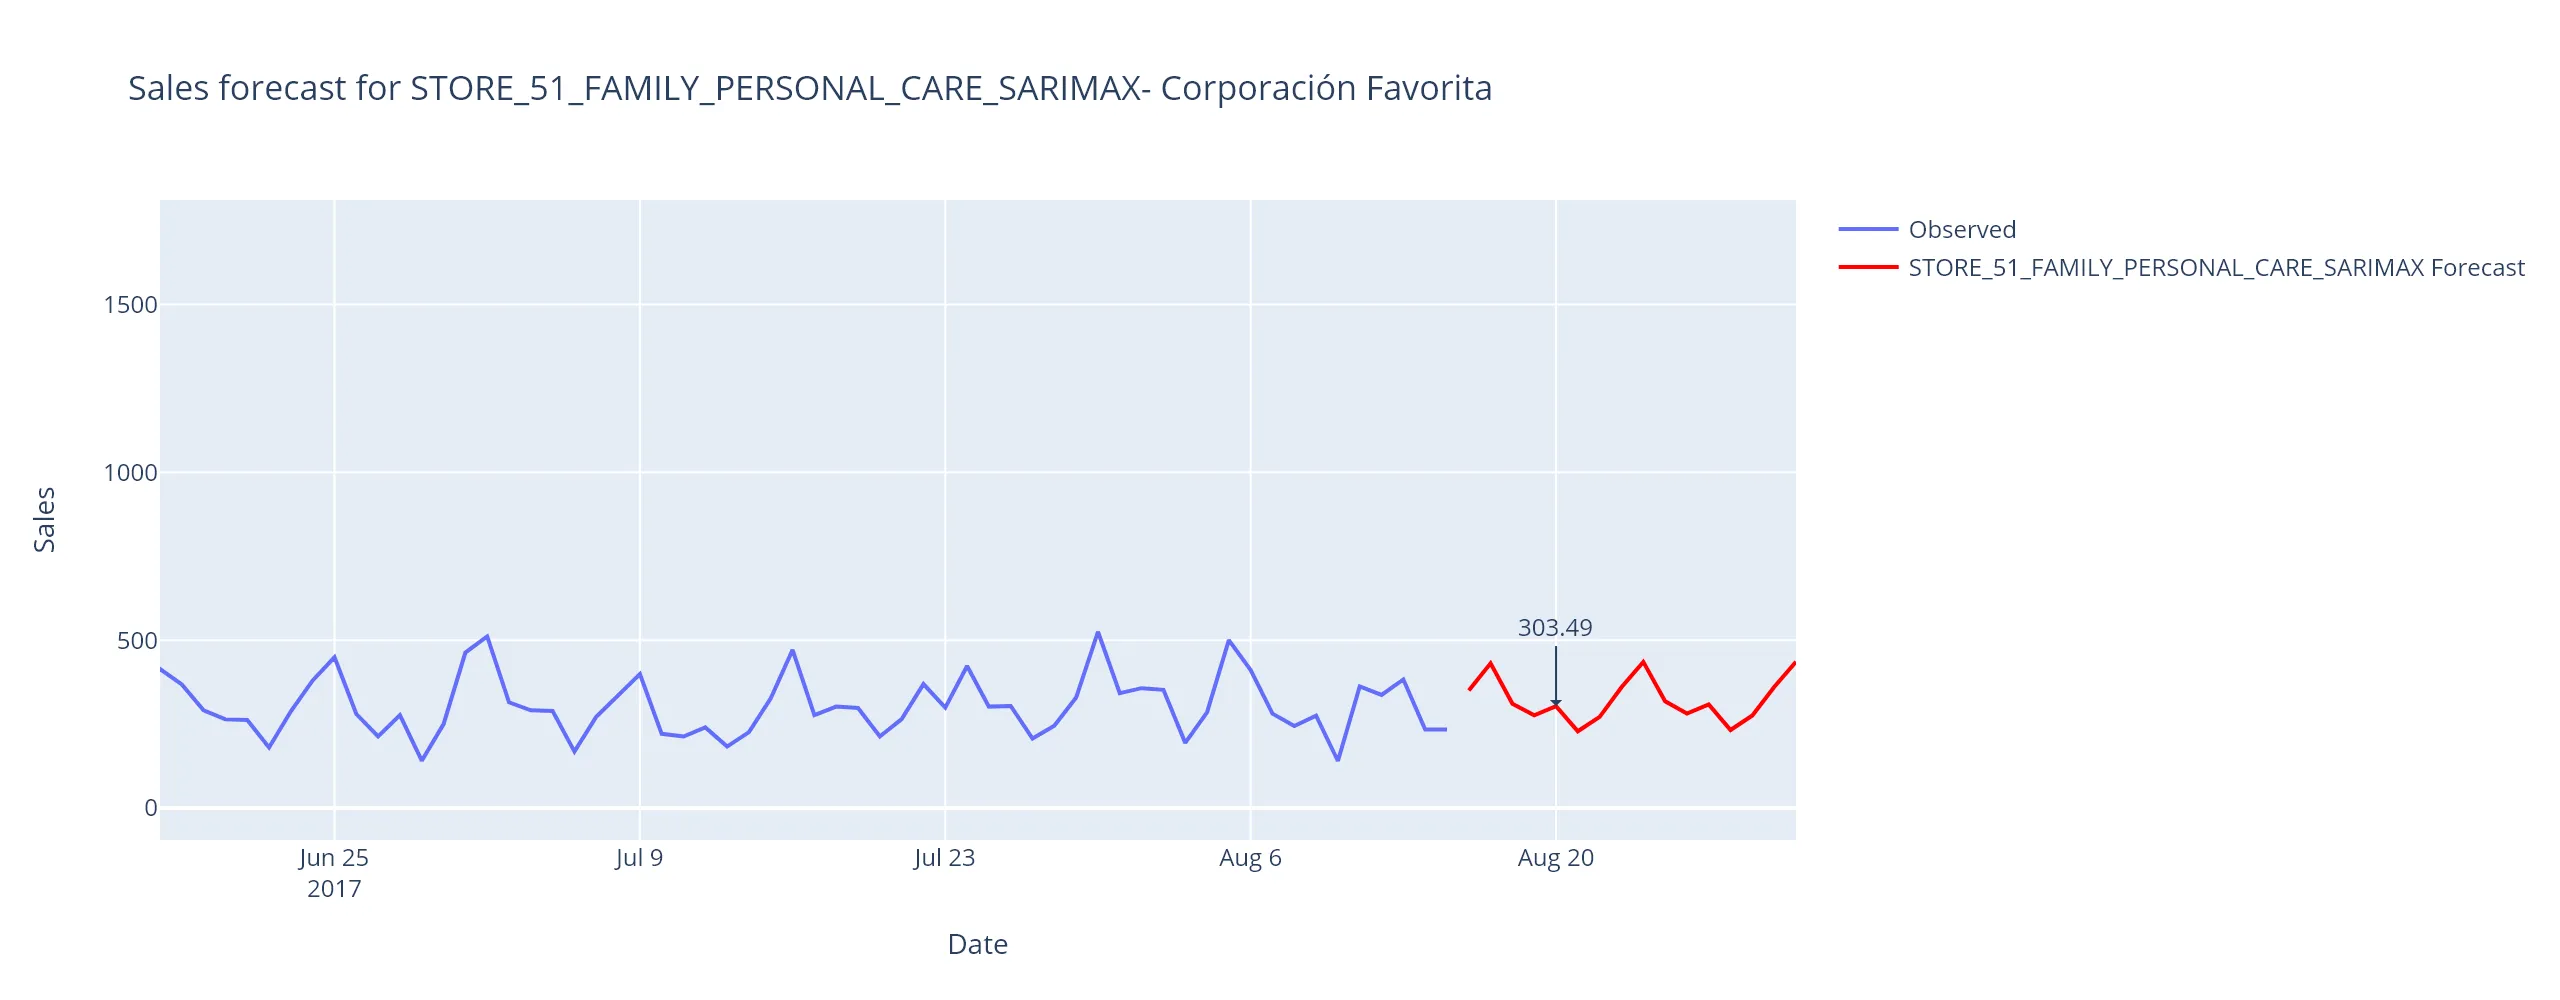 Sales forecast for STORE_51_FAMILY_PERSONAL_CARE_SARIMAX- Corporación Favorita
Observed
STORE_51_FAMILY_PERSONAL_CARE_SARIMAX Forecast
1500
1000
500
0
Sales
303.49
Jun 25
2017
Jul 9
Jul 23
Aug 6
Aug 20
Date